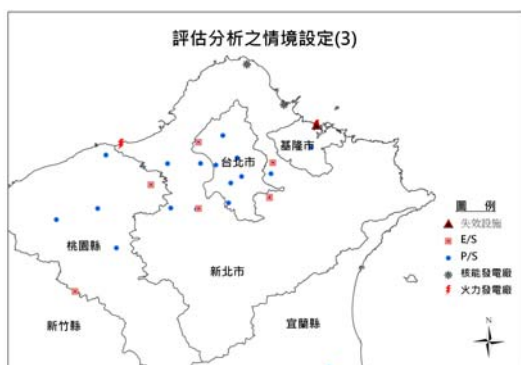 評估分析之情境設定(3)
基隆市
台北市
桃園縣
新北市
新竹縣
宜蘭縣
圖 例
失效設施
E/S
P/S
核能發電廠
火力發電廠
N